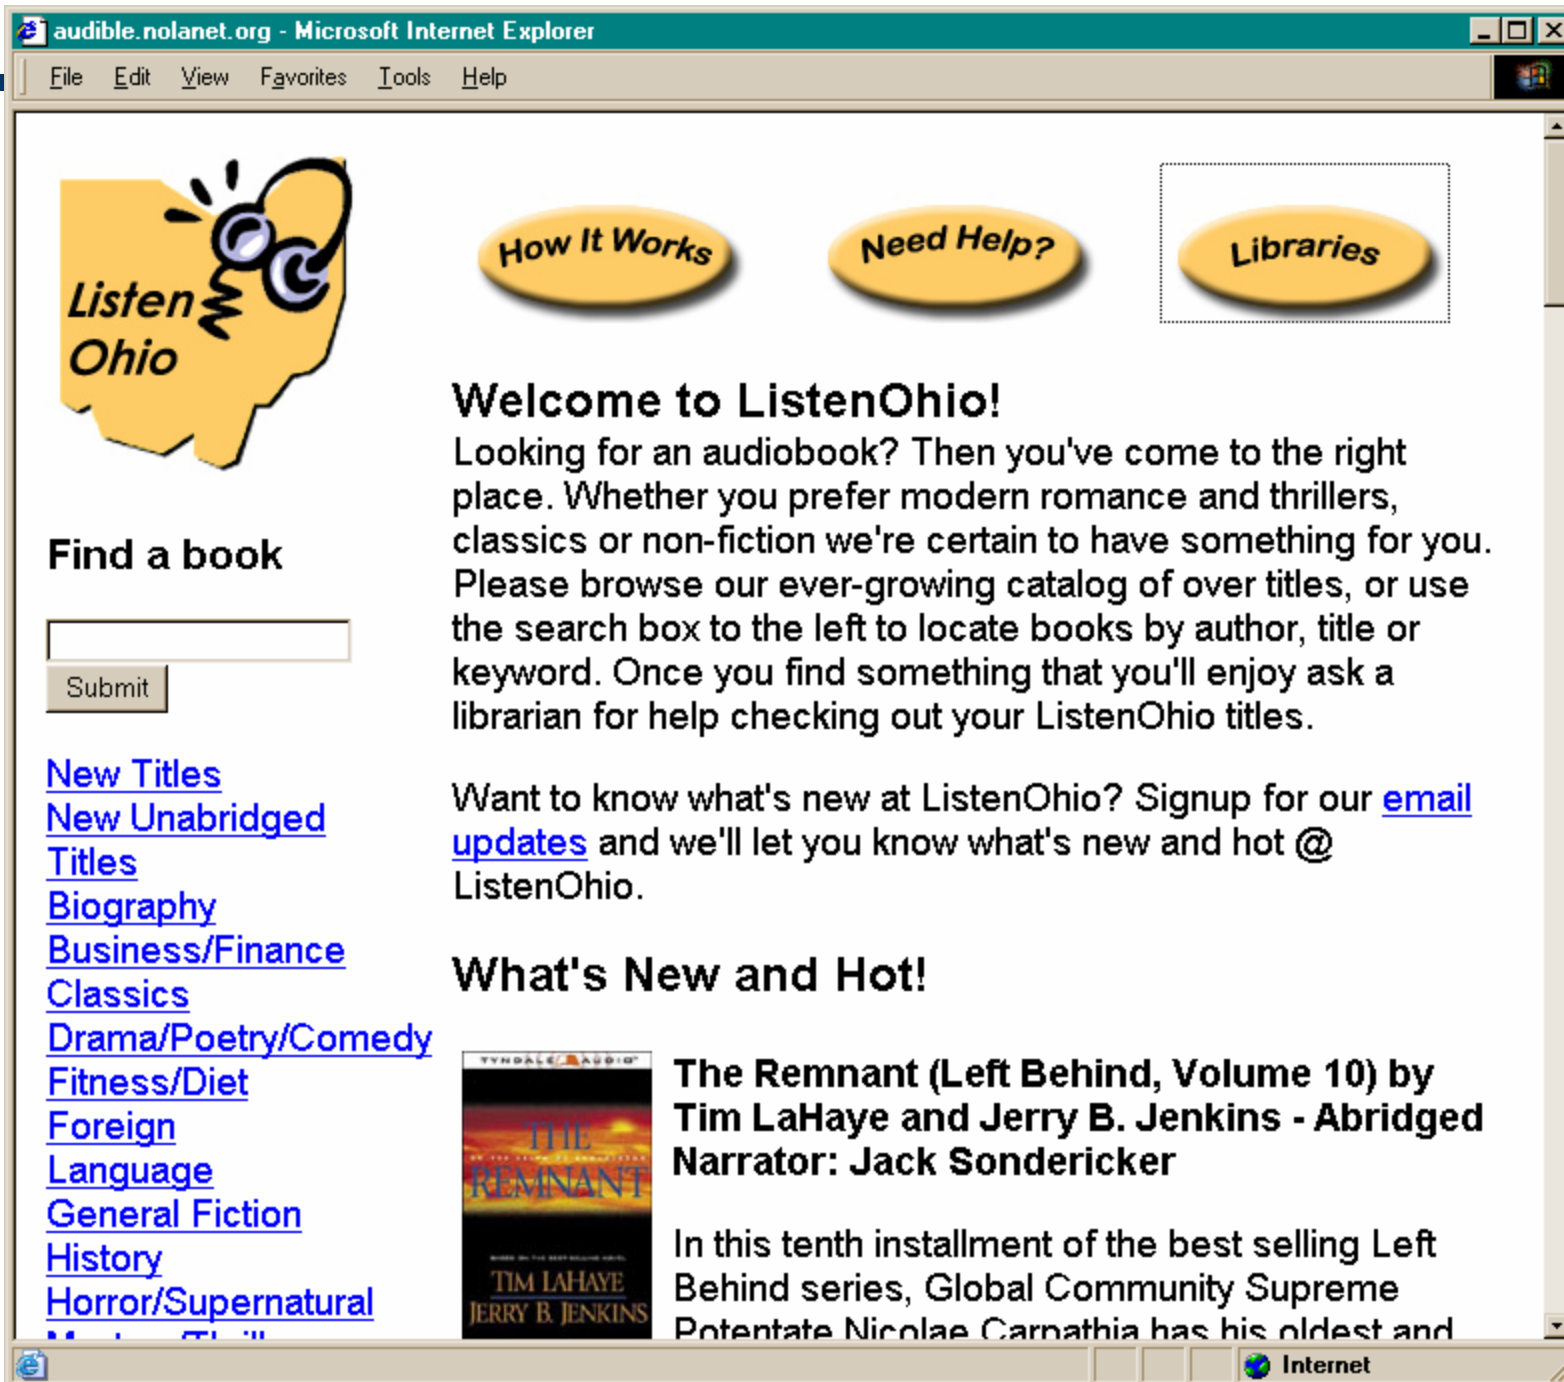 audible.nolanet.org - Microsoft Internet Explorer
File Edit View Favorites Tools Help
Listen
Ohio
How It Works
Need Help?
Libraries
Find a book
Submit
New Titles
New Unabridged
Titles
Biography
Business/Finance
Classics
Drama/Poetry/Comedy
Fitness/Diet
Foreign
Language
General Fiction
History
Horror/Supernatural
Welcome to ListenOhio!
Looking for an audiobook? Then you've come to the right
place. Whether you prefer modern romance and thrillers,
classics or non-fiction we're certain to have something for you.
Please browse our ever-growing catalog of over titles, or use
the search box to the left to locate books by author, title or
keyword. Once you find something that you'll enjoy ask a
librarian for help checking out your ListenOhio titles.
Want to know what's new at ListenOhio? Signup for our email
updates and we'll let you know what's new and hot @
ListenOhio.
What's New and Hot!
TYNDALE AUDIO
THE
REMNANT
TIM LAHAYE
JERRY B. JENKINS
The Remnant (Left Behind, Volume 10) by
Tim LaHaye and Jerry B. Jenkins - Abridged
Narrator: Jack Sondericker
In this tenth installment of the best selling Left
Behind series, Global Community Supreme
Potentate Nicolae Carpathia has his oldest and
Internet